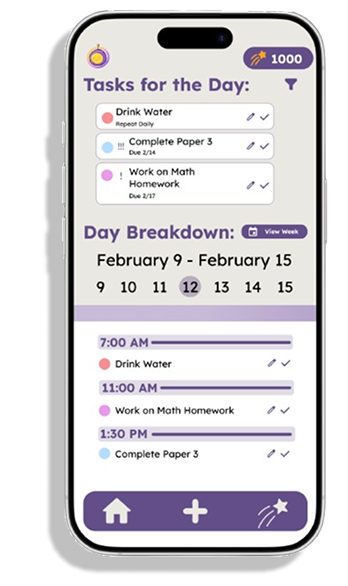 1000
Tasks for the Day:
Drink Water
Repeat Daily
!!! Complete Paper 3
Due 2/14
! Work on Math
Homework
Due 2/17
Day Breakdown: View Week
February 9 - February 15
9 10 11 12 13 14 15
7:00 AM
Drink Water
11:00 AM
Work on Math Homework
1:30 PM
Complete Paper 3